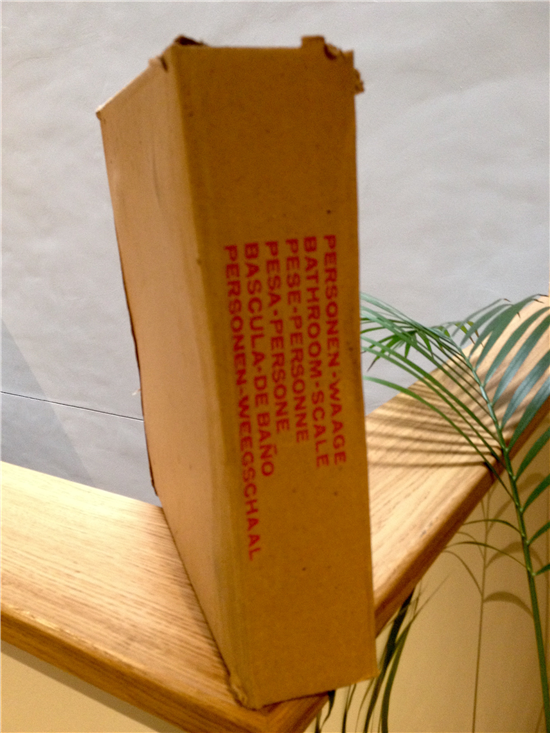 PERSONEN-WAAGE
BATHROOM-SCALE
PESE-PERSONNE
PESA-PERSONE
BASCULA-DE BAÑO
PERSONEN-WEEGSCHAAL